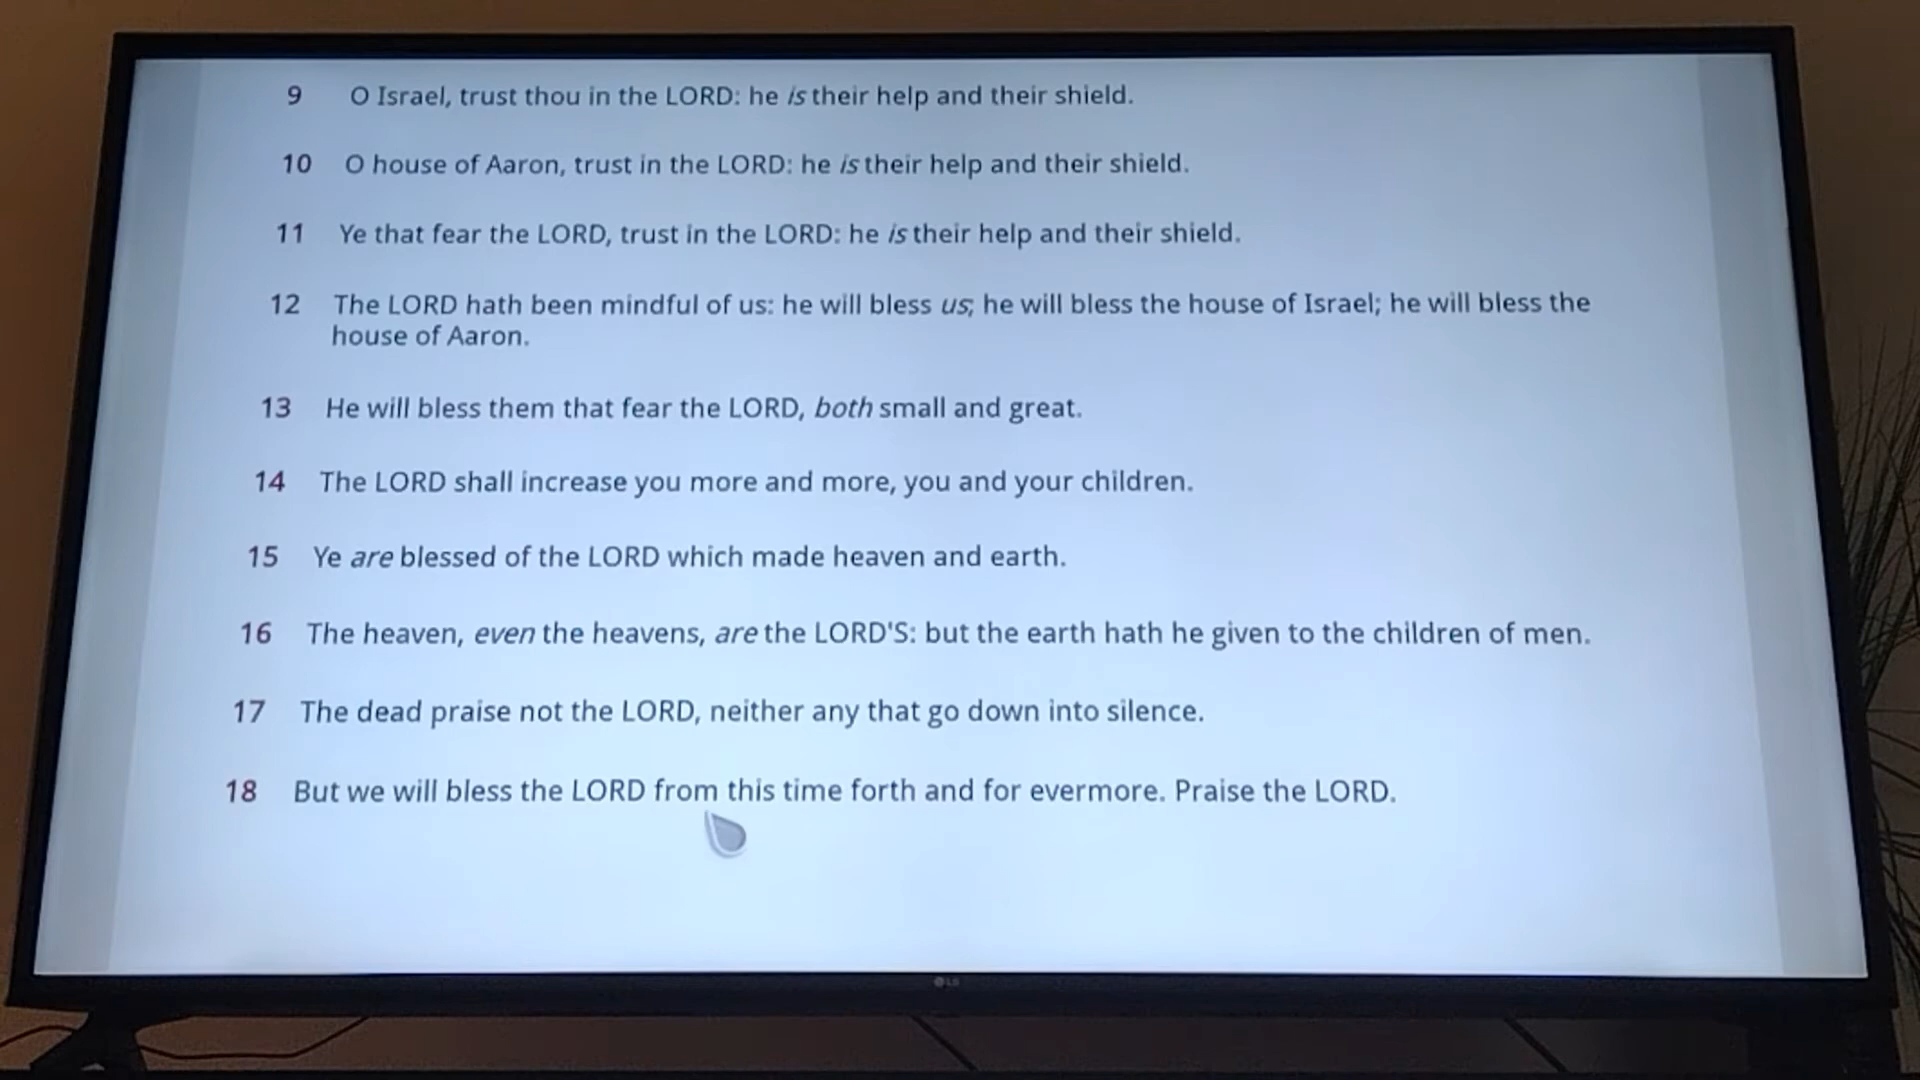 9 O Israel, trust thou in the LORD: he is their help and their shield.
10 O house of Aaron, trust in the LORD: he is their help and their shield.
11 Ye that fear the LORD, trust in the LORD: he is their help and their shield.
12 The LORD hath been mindful of us: he will bless us; he will bless the house of Israel; he will bless the
house of Aaron.
13 He will bless them that fear the LORD, both small and great.
14 The LORD shall increase you more and more, you and your children.
15 Ye are blessed of the LORD which made heaven and earth.
16 The heaven, even the heavens, are the LORD'S: but the earth hath he given to the children of men.
17 The dead praise not the LORD, neither any that go down into silence.
18 But we will bless the LORD from this time forth and for evermore. Praise the LORD.
LG